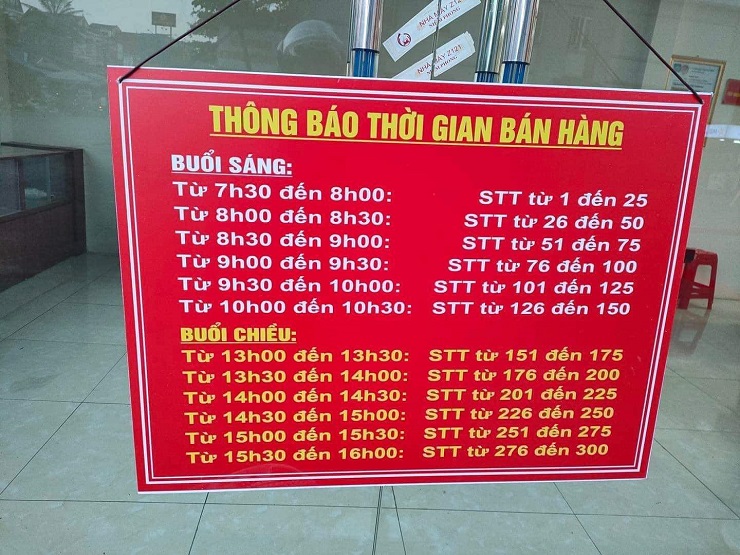 NHÀ MÁY Z121
NHÀ MÁY Z121
THÔNG BÁO THỜI GIAN BÁN HÀNG
BUỔI SÁNG:
Từ 7h30 đến 8h00: STT từ 1 đến 25
Từ 8h00 đến 8h30: STT từ 26 đến 50
Từ 8h30 đến 9h00: STT từ 51 đến 75
Từ 9h00 đến 9h30: STT từ 76 đến 100
Từ 9h30 đến 10h00: STT từ 101 đến 125
Từ 10h00 đến 10h30: STT từ 126 đến 150
BUỔI CHIỀU:
Từ 13h00 đến 13h30: STT từ 151 đến 175
Từ 13h30 đến 14h00: STT từ 176 đến 200
Từ 14h00 đến 14h30: STT từ 201 đến 225
Từ 14h30 đến 15h00: STT từ 226 đến 250
Từ 15h00 đến 15h30: STT từ 251 đến 275
Từ 15h30 đến 16h00: STT từ 276 đến 300